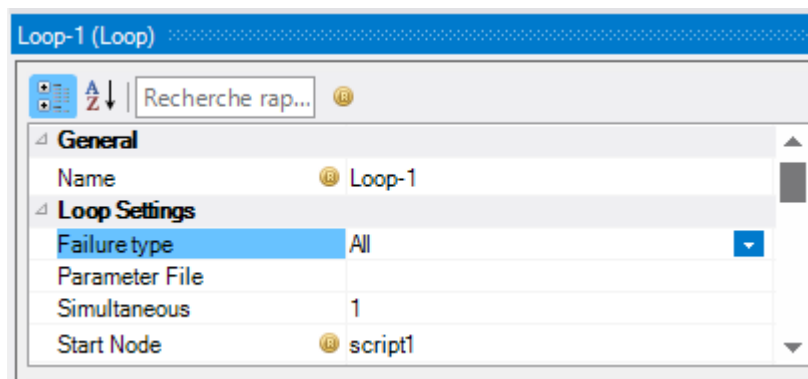 Loop-1 (Loop)
Recherche rap...
General
Name Loop-1
Loop Settings
Failure type All
Parameter File
Simultaneous 1
Start Node script1